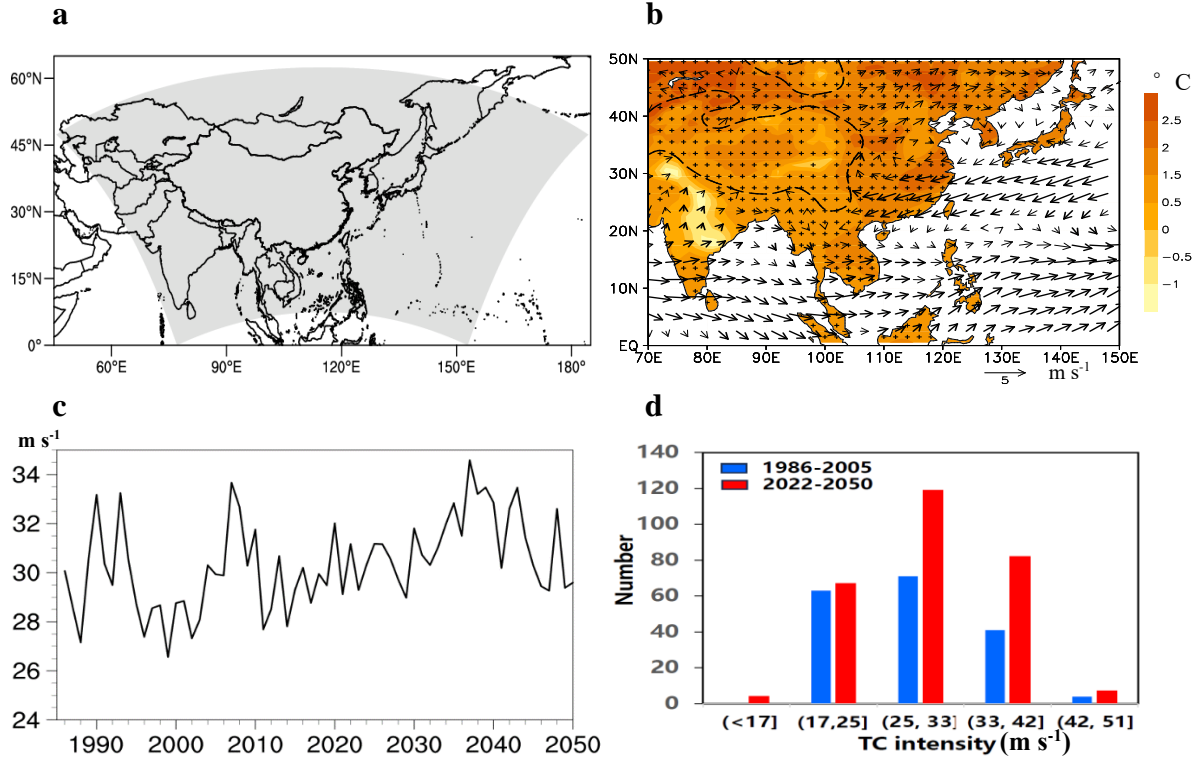 a
60°N
45°N
30°N
15°N
0°
60°E
90°E
120°E
150°E
180°
b
50N
40N
30N
20N
10N
EQ
70E
80E
90E
100E
110E
120E
130E
140E
150E
5
m s-1
° C
2.5
2
1.5
0.5
0
−0.5
−1
c
m s-1
34
32
30
28
26
24
1990
2000
2010
2020
2030
2040
2050
d
140
120
100
80
60
40
20
0
Number
1986-2005
2022-2050
(<17]
(17,25]
(25, 33]
(33, 42]
(42, 51]
TC intensity (m s-1)